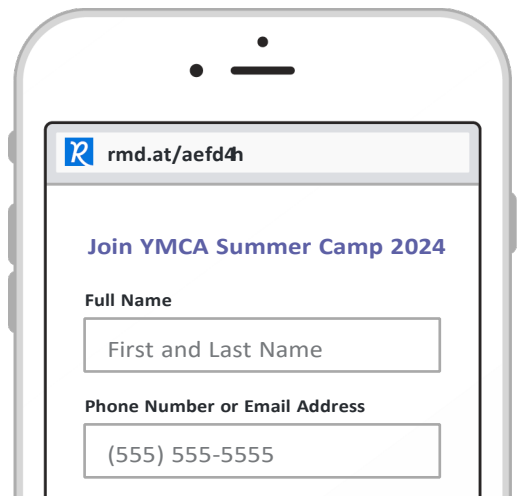 rmd.at/aefd4h
Join YMCA Summer Camp 2024
Full Name
First and Last Name
Phone Number or Email Address
(555) 555-5555